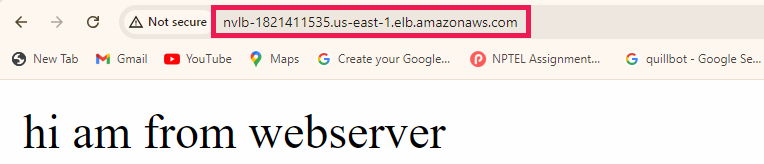 Not secure nvlb-1821411535.us-east-1.elb.amazonaws.com
New Tab Gmail YouTube Maps Create your Google... NPTEL Assignment... quillbot - Google Se...
hi am from webserver